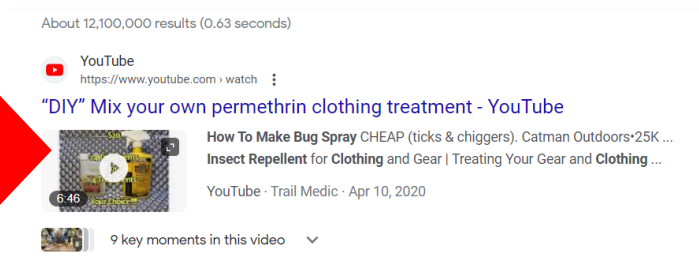 About 12,100,000 results (0.63 seconds)
YouTube
https://www.youtube.com › watch
“DIY” Mix your own permethrin clothing treatment - YouTube
How To Make Bug Spray CHEAP (ticks & chiggers). Catman Outdoors•25K ...
Insect Repellent for Clothing and Gear | Treating Your Gear and Clothing ...
Your Choice!!!!
6:46
YouTube · Trail Medic · Apr 10, 2020
9 key moments in this video